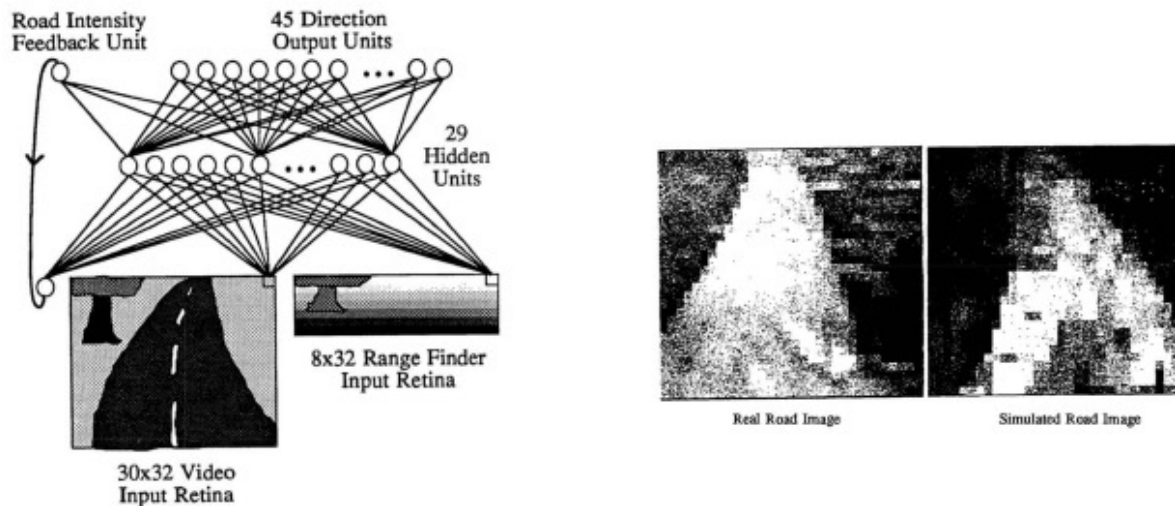 Road Intensity
Feedback Unit
45 Direction
Output Units
29
Hidden
Units
8x32 Range Finder
Input Retina
30x32 Video
Input Retina
Real Road Image
Simulated Road Image